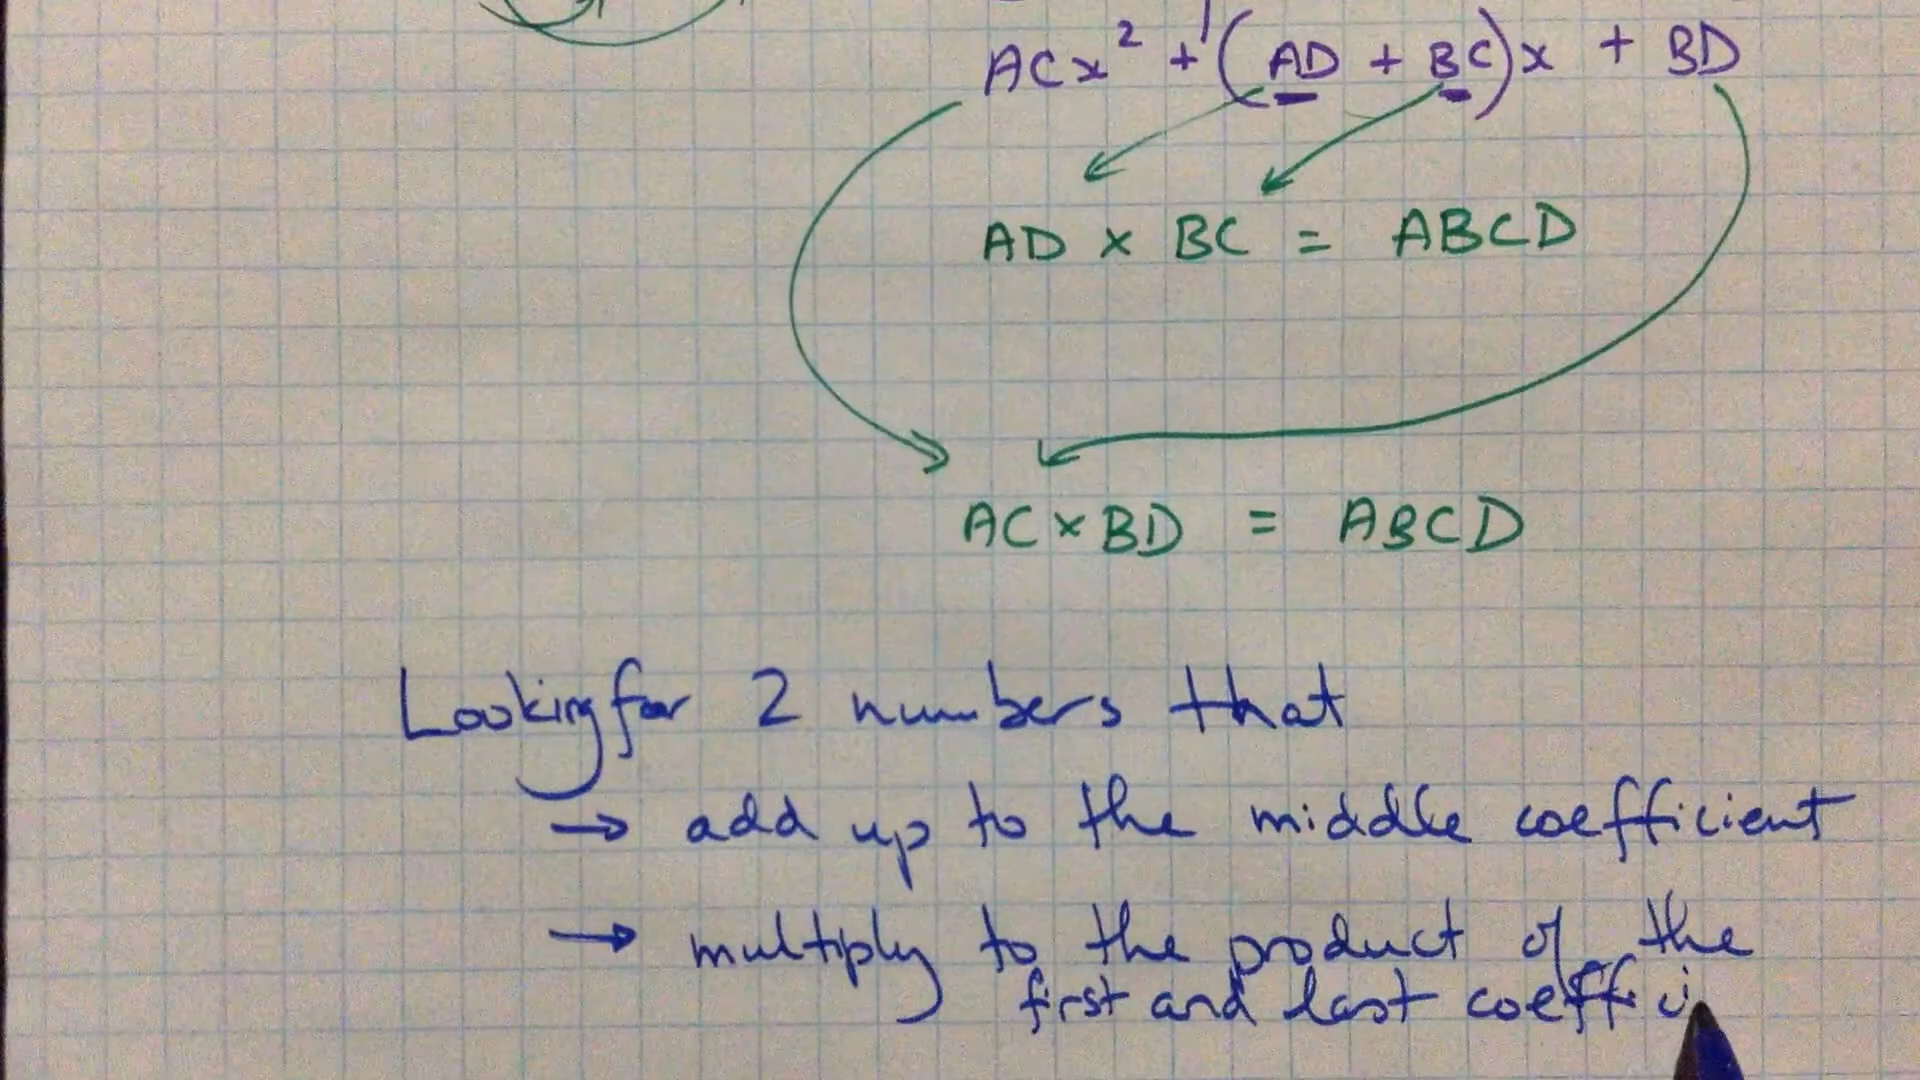 ACx² + (AD + BC)x + BD
AD × BC = ABCD
AC × BD = ABCD
Looking for 2 numbers that
→ add up to the middle coefficient
→ multiply to the product of the
first and last coeffici